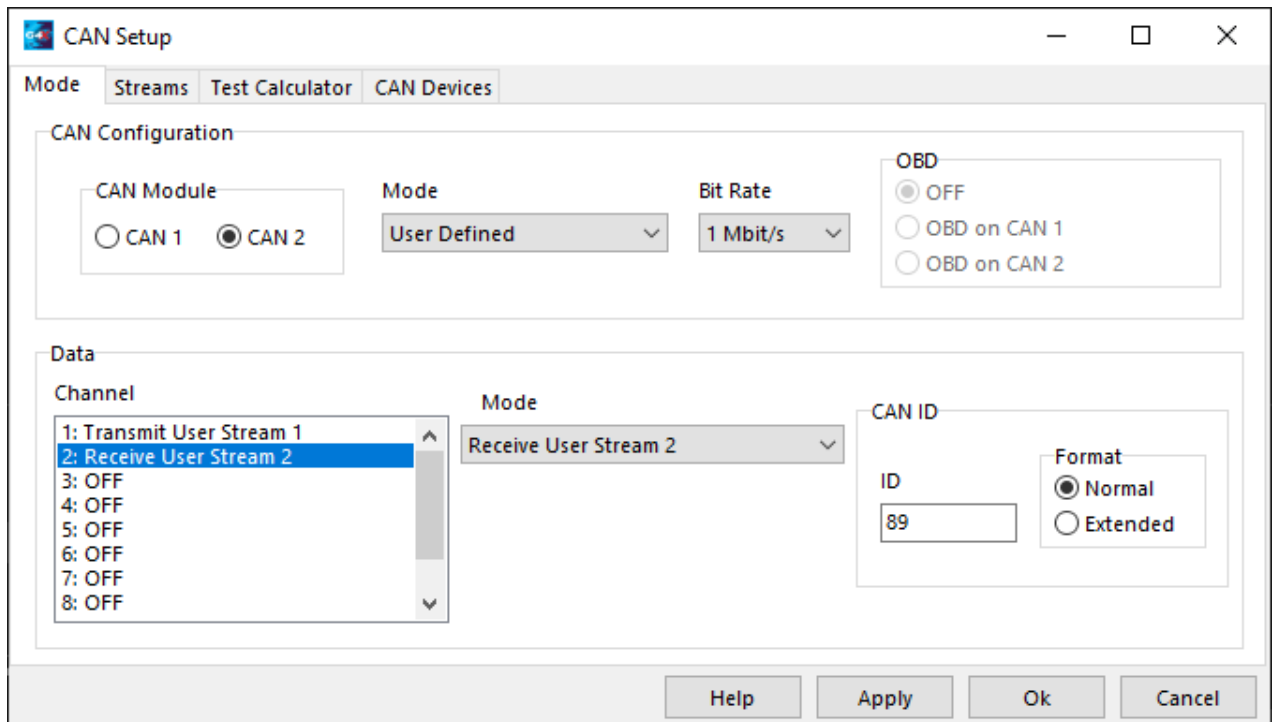 CAN Setup
Mode Streams Test Calculator CAN Devices
CAN Configuration
CAN Module
CAN 1 CAN 2
Mode
User Defined
Bit Rate
1 Mbit/s
OBD
OFF
OBD on CAN 1
OBD on CAN 2
Data
Channel
1: Transmit User Stream 1
2: Receive User Stream 2
3: OFF
4: OFF
5: OFF
6: OFF
7: OFF
8: OFF
Mode
Receive User Stream 2
CAN ID
ID
89
Format
Normal
Extended
Help Apply Ok Cancel